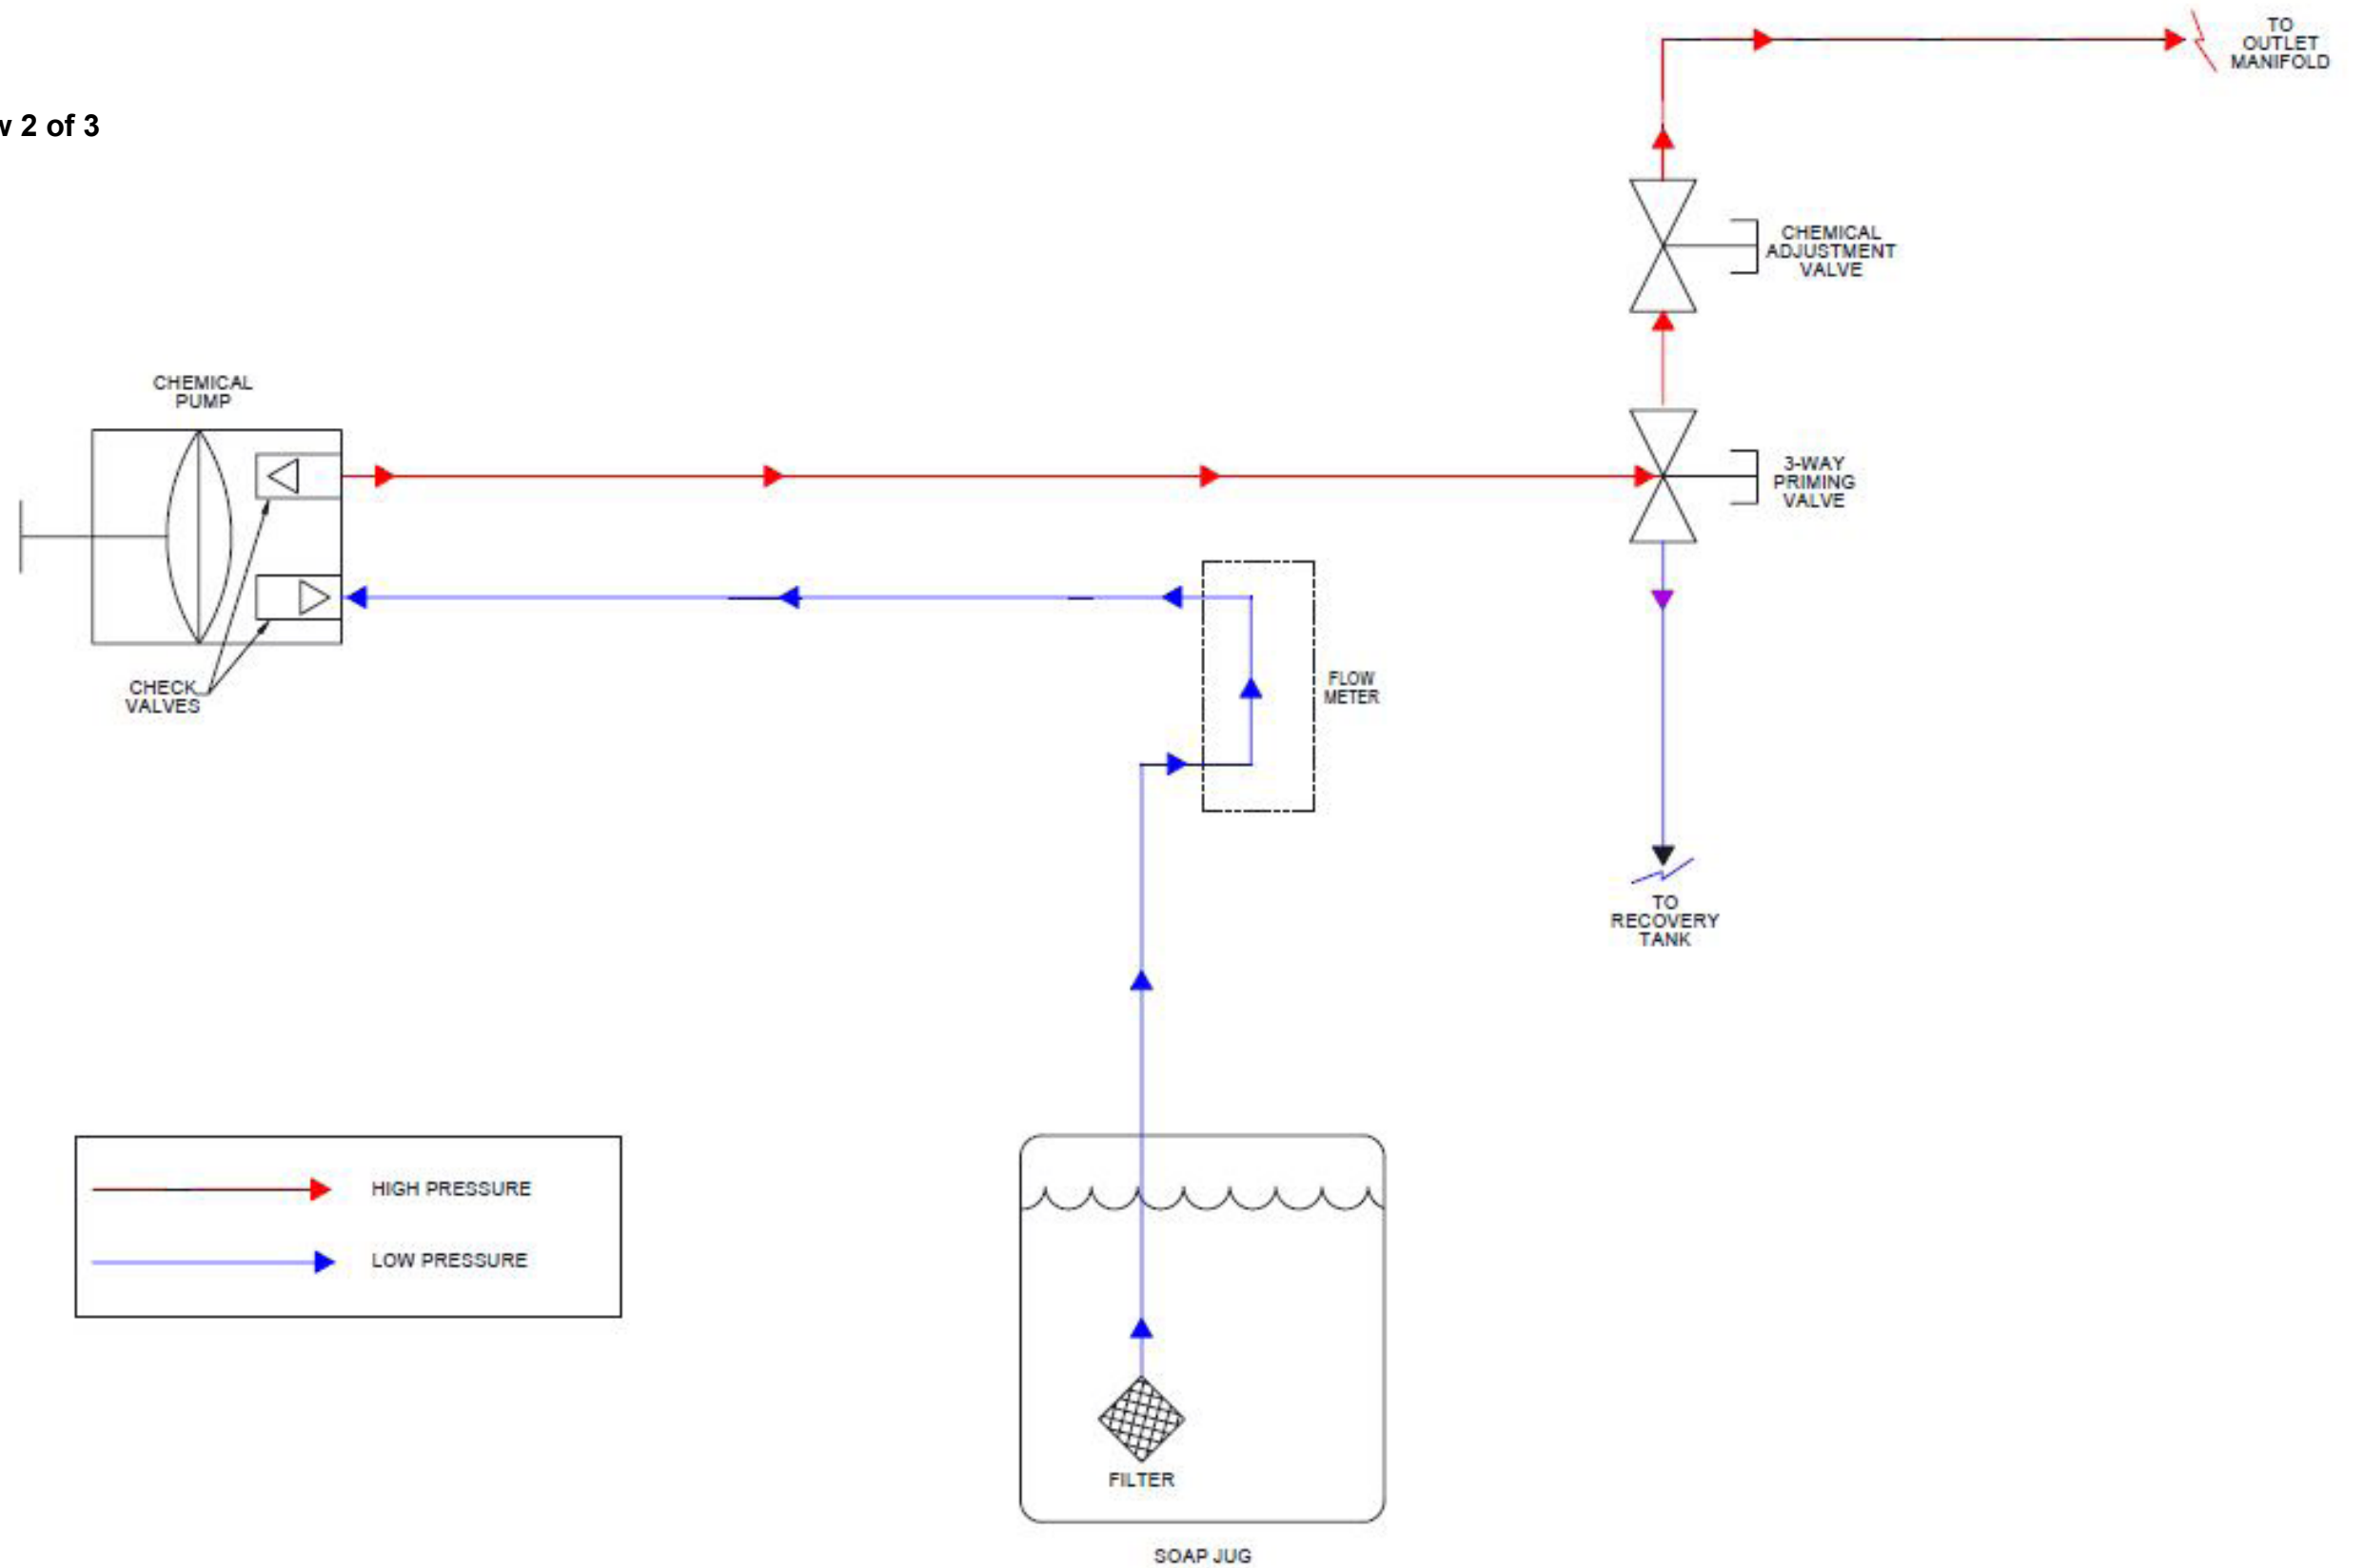 TO
OUTLET
MANIFOLD
2 of 3
CHEMICAL
ADJUSTMENT
VALVE
CHEMICAL
PUMP
3-WAY
PRIMING
VALVE
CHECK
VALVES
FLOW
METER
TO
RECOVERY
TANK
HIGH PRESSURE
LOW PRESSURE
FILTER
SOAP JUG